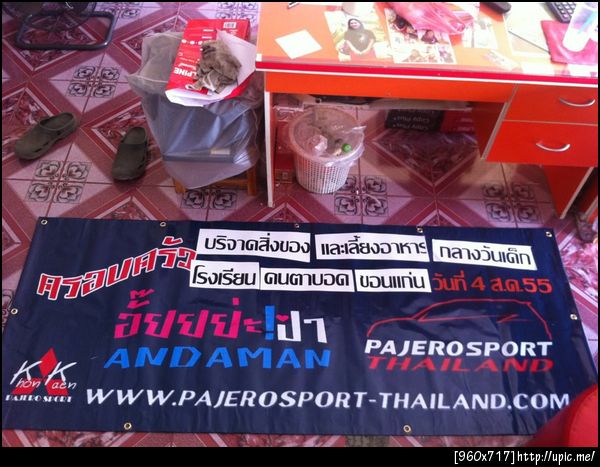 ALPINE
ครอบครัว
บริจาคสิ่งของ และเลี้ยงอาหาร กลางวันเด็ก
โรงเรียน คนตาบอด ขอนแก่น วันที่ 4 ส.ค.55
อุ๊ยยย่ะ!ป่า
ANDAMAN
PAJEROSPORT
THAILAND
KK
Khon Kaen
PAJERO SPORT
WWW.PAJEROSPORT-THAILAND.COM
[960x717]http://upic.me/